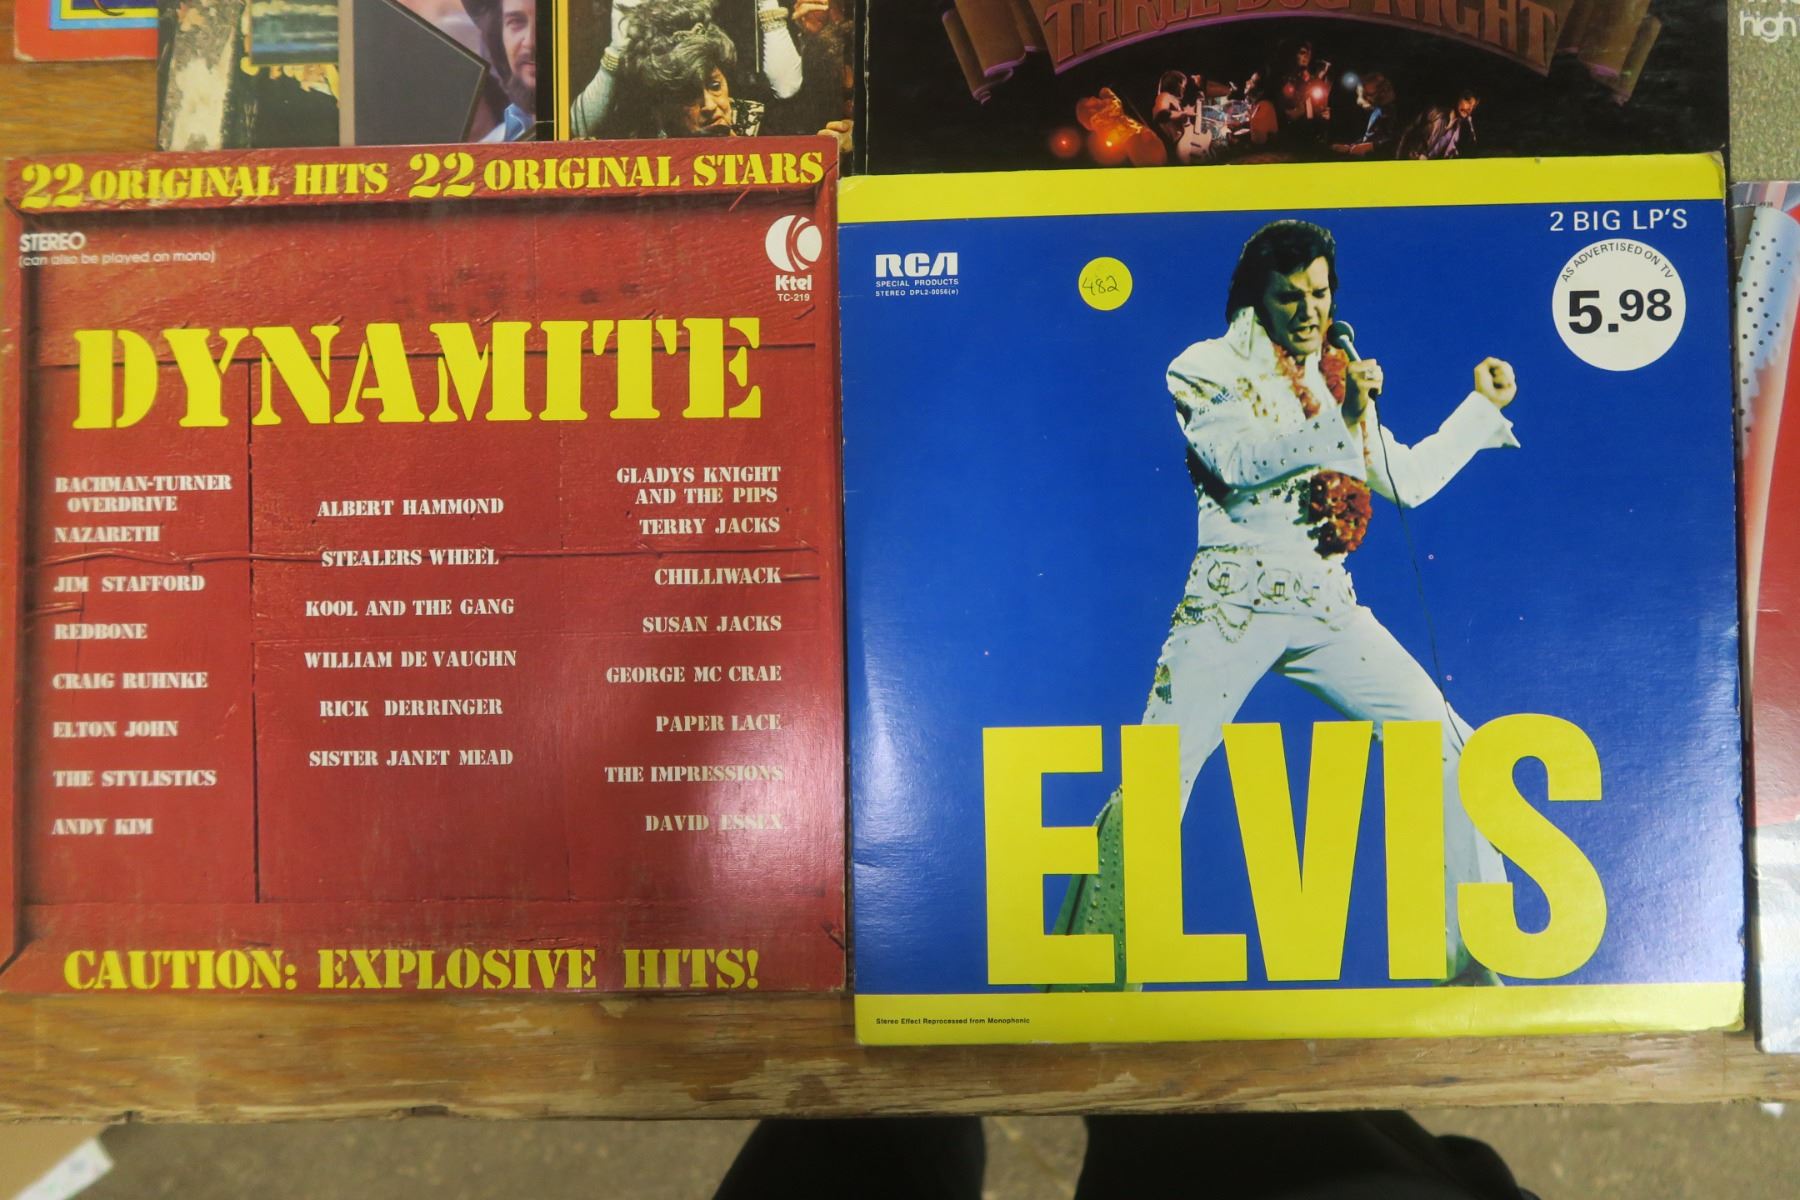 THREE DOG NIGHT
high
22 ORIGINAL HITS 22 ORIGINAL STARS
STEREO
(can also be played on mono)
K-tel
TC-219
DYNAMITE
BACHMAN-TURNER
OVERDRIVE
NAZARETH
JIM STAFFORD
REDBONE
CRAIG RUHNKE
ELTON JOHN
THE STYLISTICS
ANDY KIM
ALBERT HAMMOND
STEALERS WHEEL
KOOL AND THE GANG
WILLIAM DE VAUGHN
RICK DERRINGER
SISTER JANET MEAD
GLADYS KNIGHT
AND THE PIPS
TERRY JACKS
CHILLIWACK
SUSAN JACKS
GEORGE MC CRAE
PAPER LACE
THE IMPRESSIONS
DAVID ESSEX
CAUTION: EXPLOSIVE HITS!
2 BIG LP'S
RCA
SPECIAL PRODUCTS
STEREO DPL2-0056(e)
482
AS ADVERTISED ON TV
5.98
ELVIS
Stereo Effect Reprocessed from Monophonic